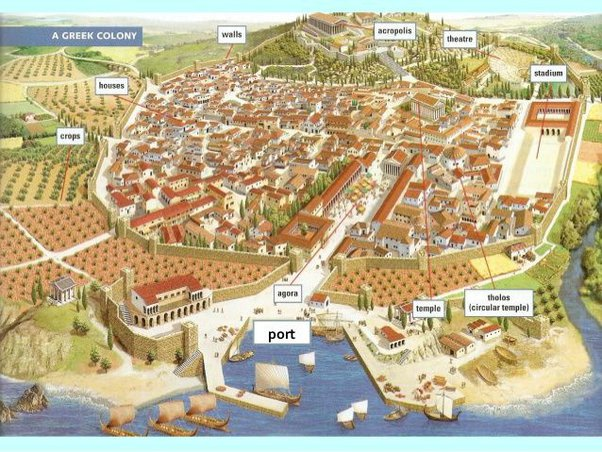 A GREEK COLONY
walls
acropolis
theatre
stadium
houses
crops
agora
temple
tholos
(circular temple)
port